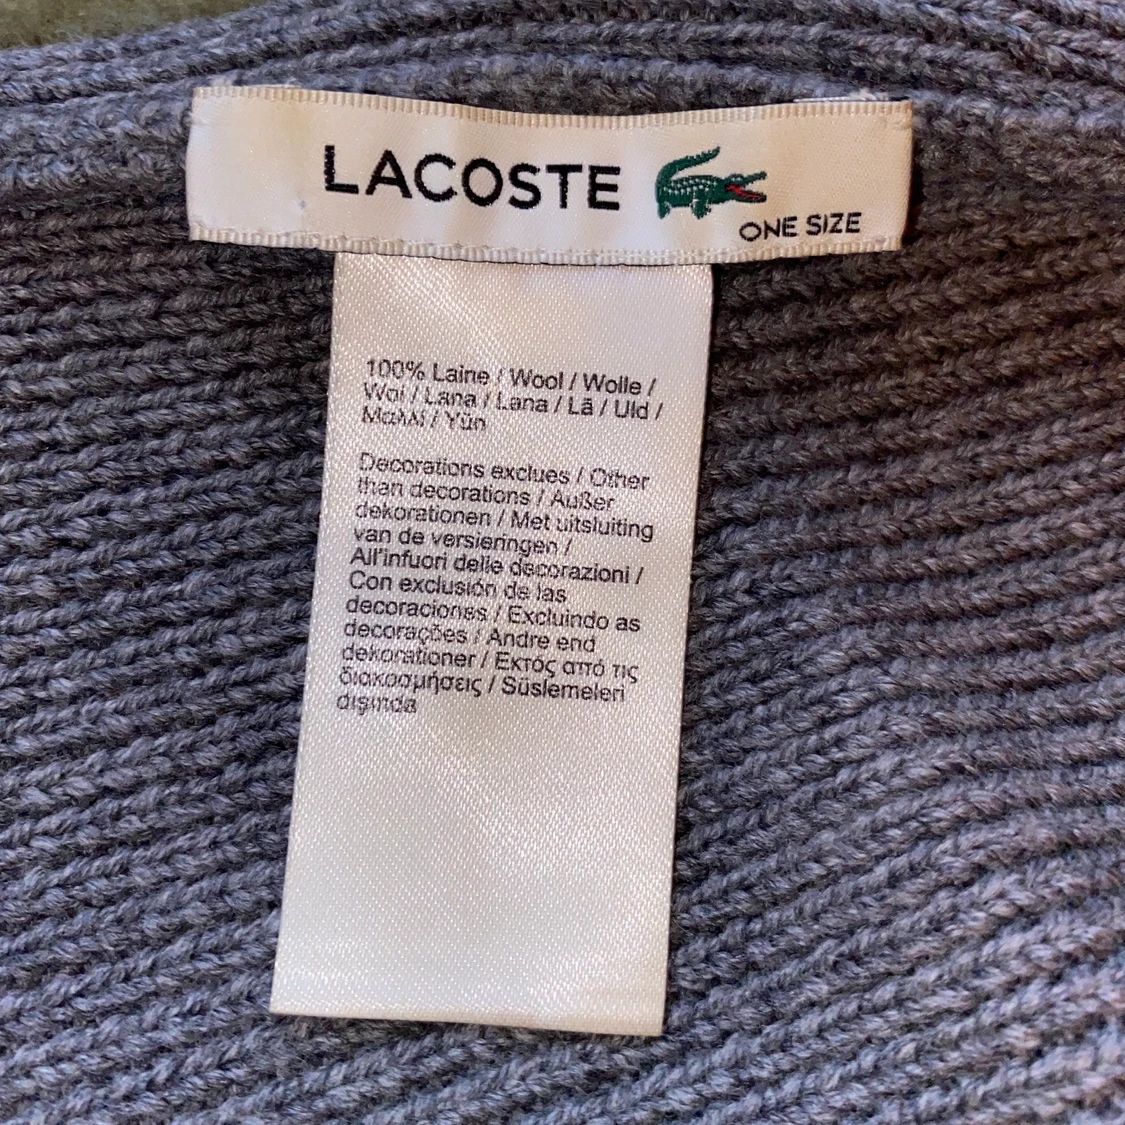 LACOSTE
ONE SIZE
100% Laine / Wool / Wolle /
Wol / Lana / Lana / Lã / Uld /
Μαλλί / Yün
Decorations exclues / Other
than decorations / Außer
dekorationen / Met uitsluiting
van de versieringen /
All'infuori delle decorazioni /
Con exclusión de las
decoraciones / Excluindo as
decorações / Andre end
dekorationer / Εκτός από τις
διακοσμήσεις / Süslemeleri
dişinda